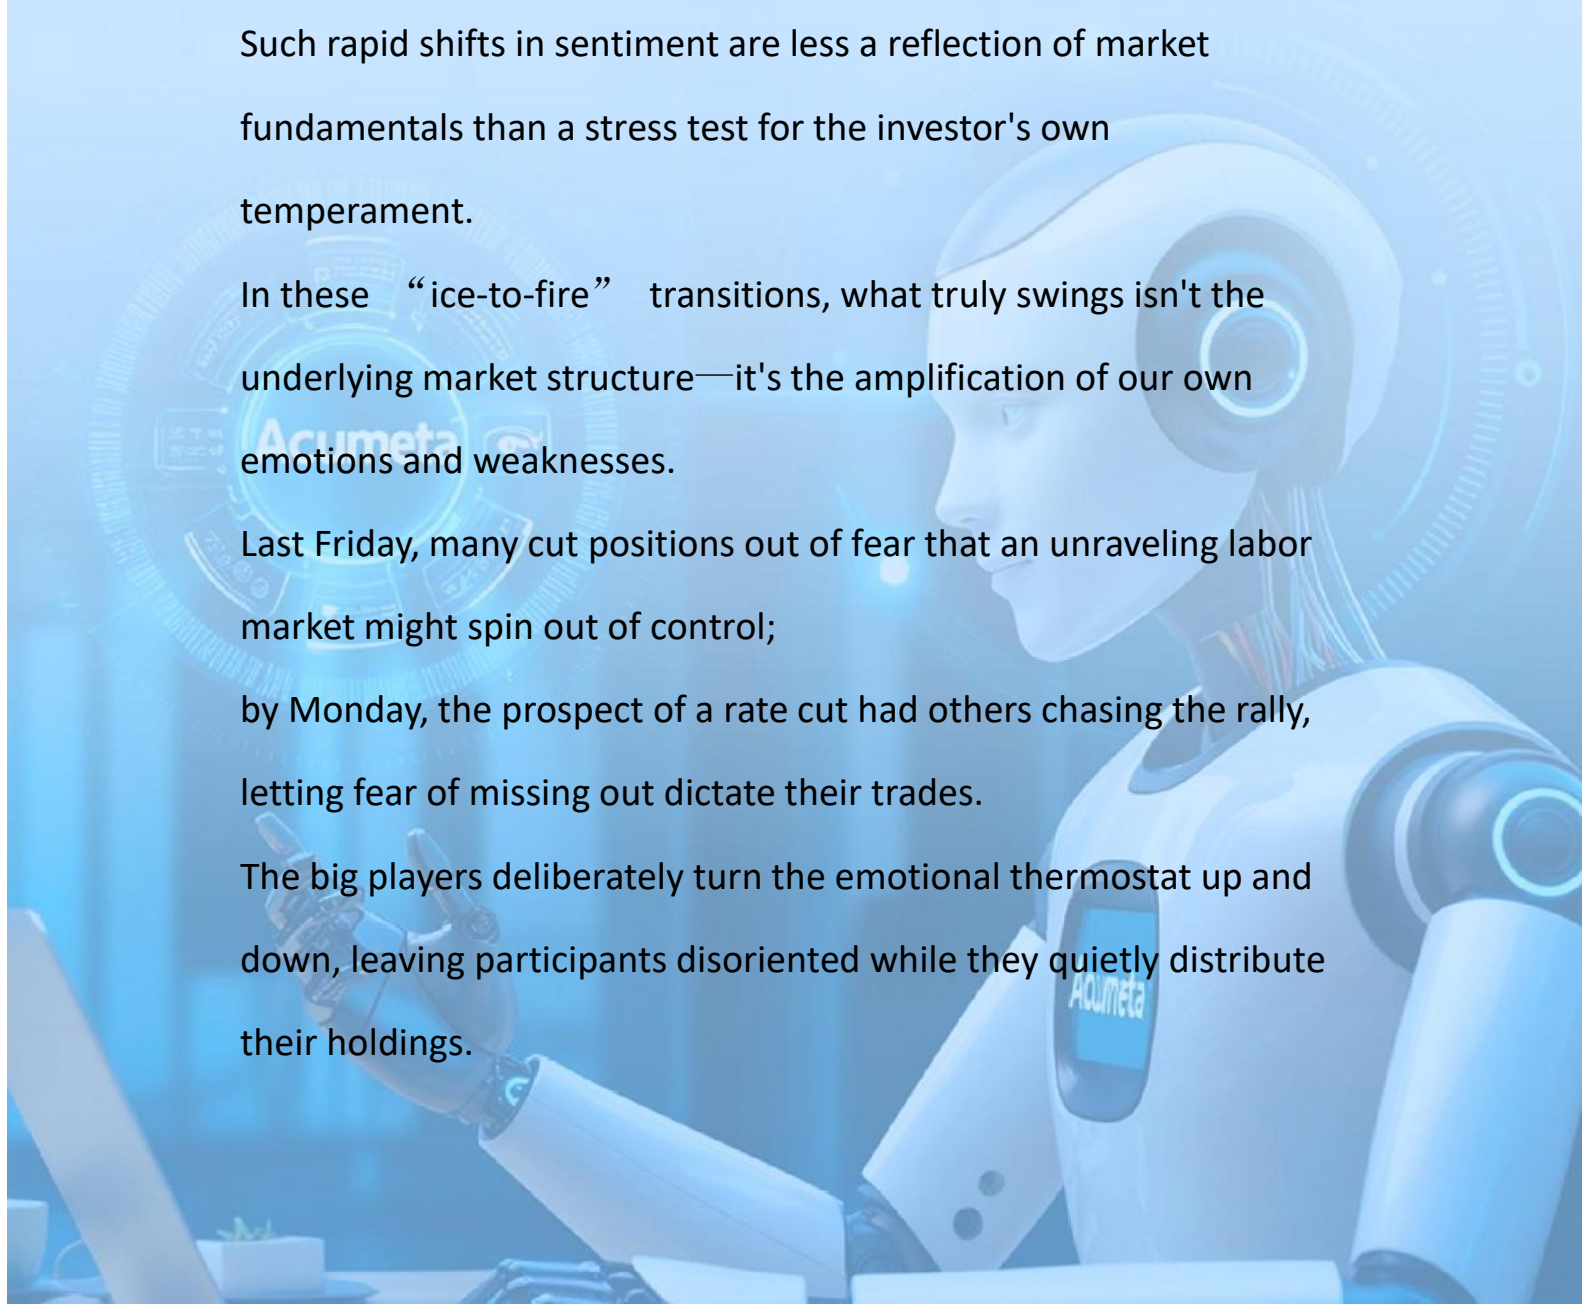 Such rapid shifts in sentiment are less a reflection of market
fundamentals than a stress test for the investor's own
temperament.
In these “ice-to-fire” transitions, what truly swings isn't the
underlying market structure—it's the amplification of our own
Acumeta
emotions and weaknesses.
Last Friday, many cut positions out of fear that an unraveling labor
market might spin out of control;
by Monday, the prospect of a rate cut had others chasing the rally,
letting fear of missing out dictate their trades.
The big players deliberately turn the emotional thermostat up and
down, leaving participants disoriented while they quietly distribute
Acumeta
their holdings.